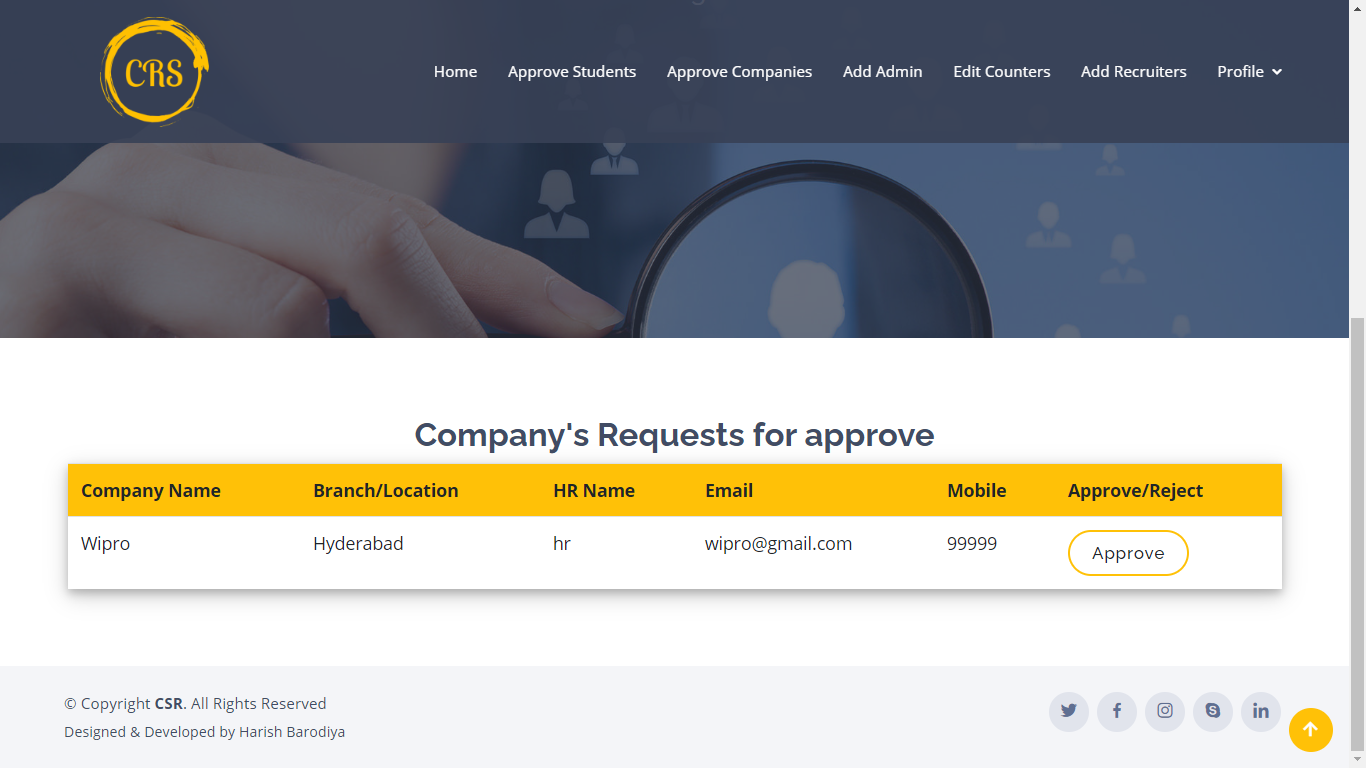 CRS
Home Approve Students Approve Companies Add Admin Edit Counters Add Recruiters Profile
Company's Requests for approve
Company Name Branch/Location HR Name Email Mobile Approve/Reject
Wipro Hyderabad hr wipro@gmail.com 99999 Approve
© Copyright CSR. All Rights Reserved
Designed & Developed by Harish Barodiya